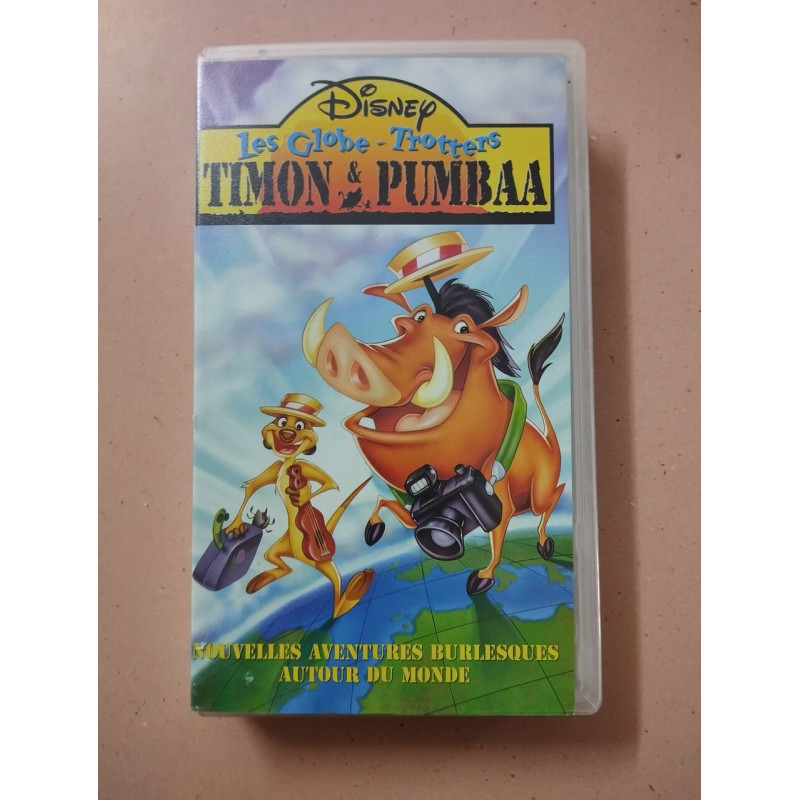 Disney
Les Globe-Trotters
TIMON & PUMBAA
NOUVELLES AVENTURES BURLESQUES
AUTOUR DU MONDE